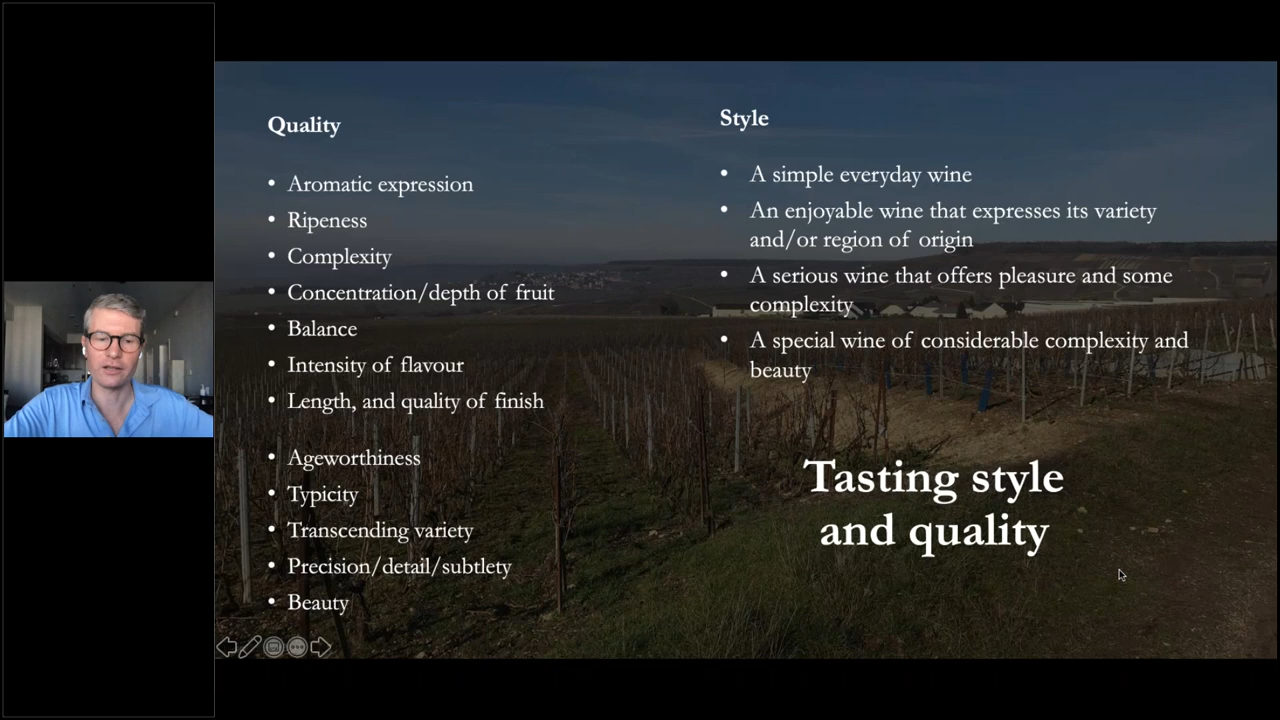 Quality
• Aromatic expression
• Ripeness
• Complexity
• Concentration/depth of fruit
• Balance
• Intensity of flavour
• Length, and quality of finish
• Ageworthiness
• Typicity
• Transcending variety
• Precision/detail/subtlety
• Beauty
Style
• A simple everyday wine
• An enjoyable wine that expresses its variety
and/or region of origin
• A serious wine that offers pleasure and some
complexity
• A special wine of considerable complexity and
beauty
Tasting style
and quality